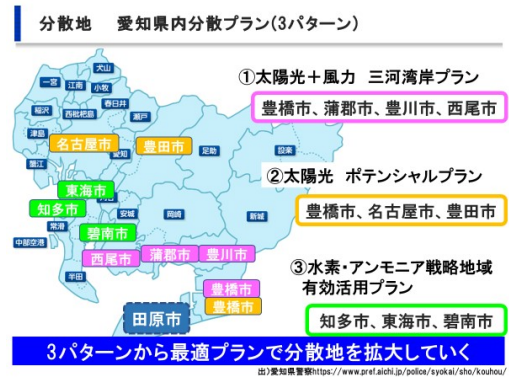 分散地　愛知県内分散プラン(3パターン)
①太陽光＋風力　三河湾岸プラン
豊橋市、蒲郡市、豊川市、西尾市
②太陽光　ポテンシャルプラン
豊橋市、名古屋市、豊田市
③水素・アンモニア戦略地域
有効活用プラン
知多市、東海市、碧南市
犬山
一宮
江南
小牧
稲沢
西枇杷島
春日井
瀬戸
津島
名古屋市
愛知
豊田市
足助
設楽
蟹江
東海市
知多市
安城
岡崎
新城
常滑
碧南市
中部空港
西尾市
蒲郡市
豊川市
半田
豊橋市
豊橋市
田原市
3パターンから最適プランで分散地を拡大していく
出)愛知県警察https://www.pref.aichi.jp/police/syokai/sho/kouhou/